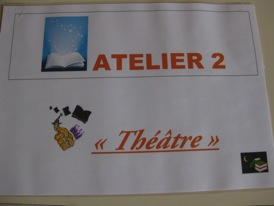 ATELIER 2
« Théâtre »